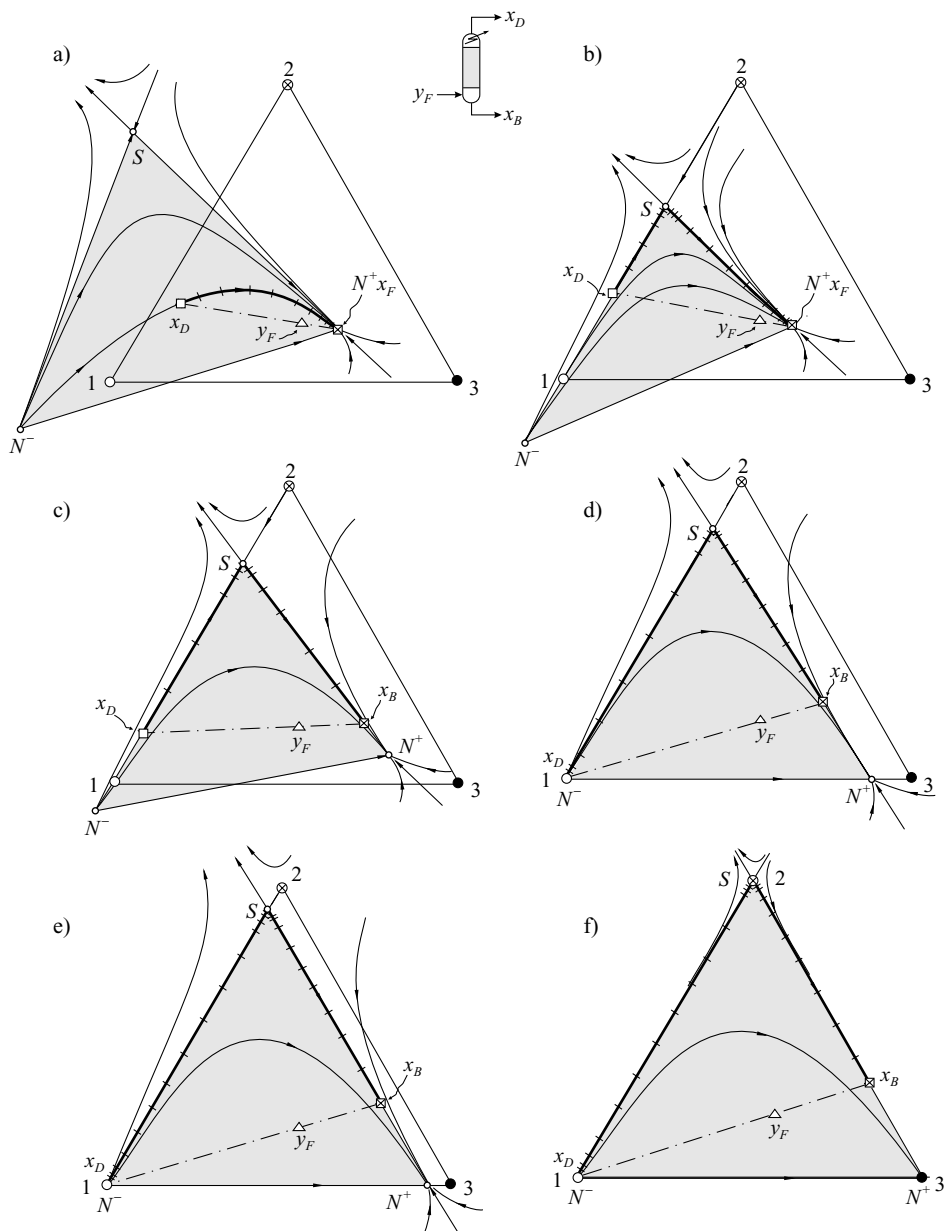 a)
2
S
x_D
y_F
N⁺ x_F
1
3
N⁻
x_D
y_F
x_B
b)
2
S
x_D
y_F
N⁺ x_F
1
3
N⁻
c)
2
S
x_D
x_B
y_F
N⁺
1
3
N⁻
d)
2
S
x_B
y_F
x_D
1
N⁻
N⁺
3
e)
2
S
x_B
y_F
x_D
1
N⁻
N⁺
3
f)
S
2
x_B
y_F
x_D
1
N⁻
N⁺
3